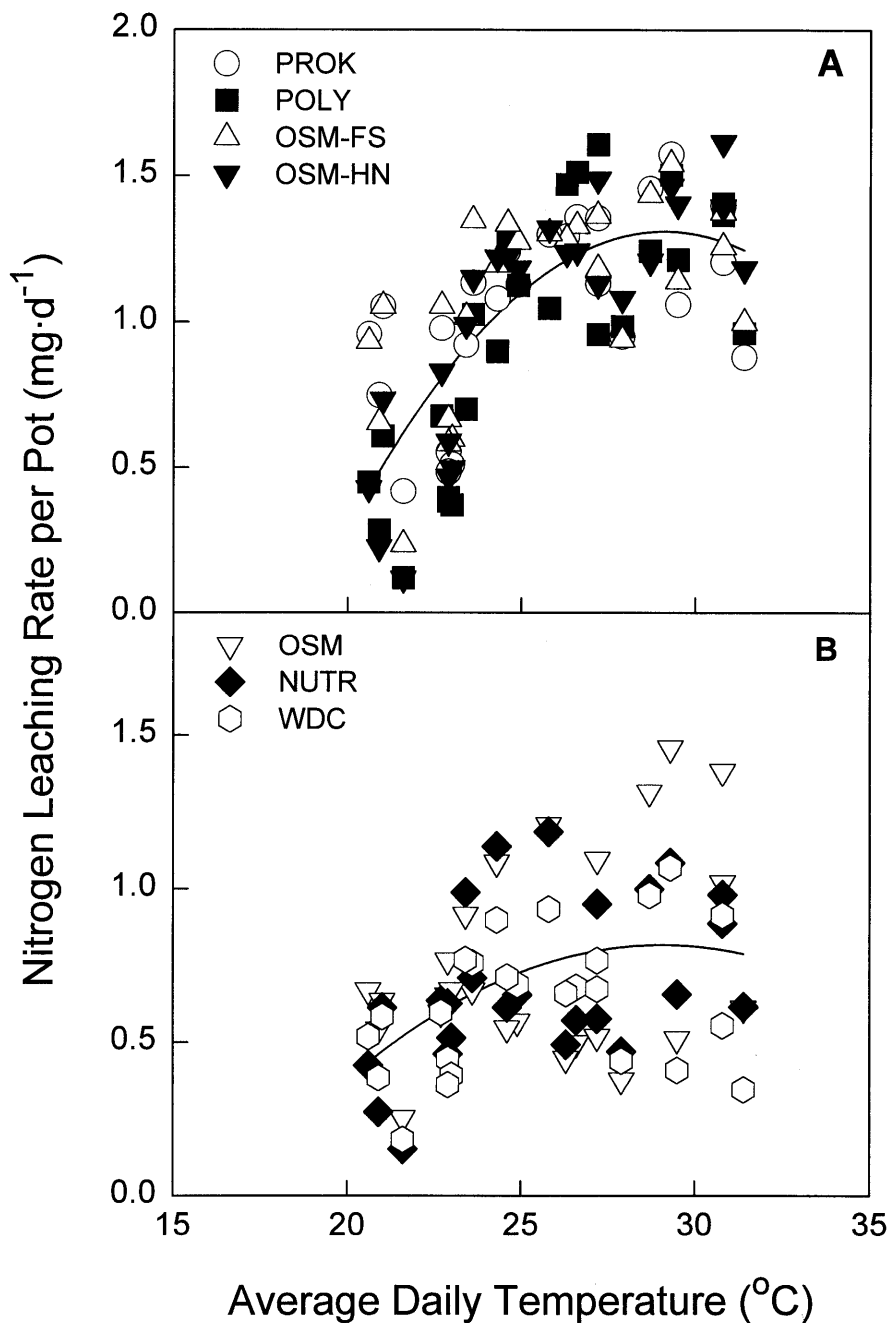 Nitrogen Leaching Rate per Pot (mg·d⁻¹)
2.0
A
PROK
POLY
OSM-FS
OSM-HN
1.5
1.0
0.5
0.0
B
OSM
NUTR
WDC
1.5
1.0
0.5
0.0
15 20 25 30 35
Average Daily Temperature (°C)